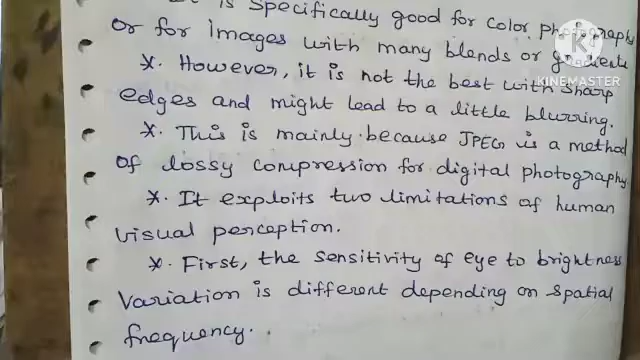 It is specifically good for color photography
or for Images with many blends or gradients
*. However, it is not the best with sharp
edges and might lead to a little blurring.
*. This is mainly because JPEG is a method
of lossy compression for digital photography
*. It exploits two limitations of human
visual perception.
*. First, the sensitivity of eye to brightness
Variation is different depending on spatial
frequency.
KINEMASTER